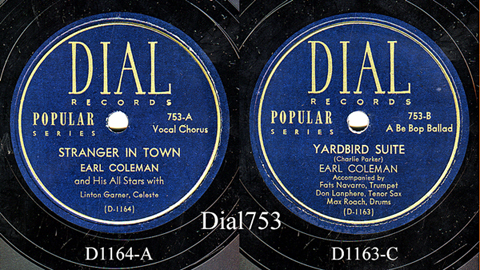 DIAL
RECORDS
POPULAR
SERIES
753-A
Vocal Chorus
STRANGER IN TOWN
EARL COLEMAN
and His All Stars with
Linton Garner, Celeste
(D-1164)
DIAL
RECORDS
POPULAR
SERIES
753-B
A Be Bop Ballad
YARDBIRD SUITE
(Charlie Parker)
EARL COLEMAN
Accompanied by
Fats Navarro, Trumpet
Don Lanphere, Tenor Sax
Max Roach, Drums
(D-1163)
Dial753
D1164-A
D1163-C